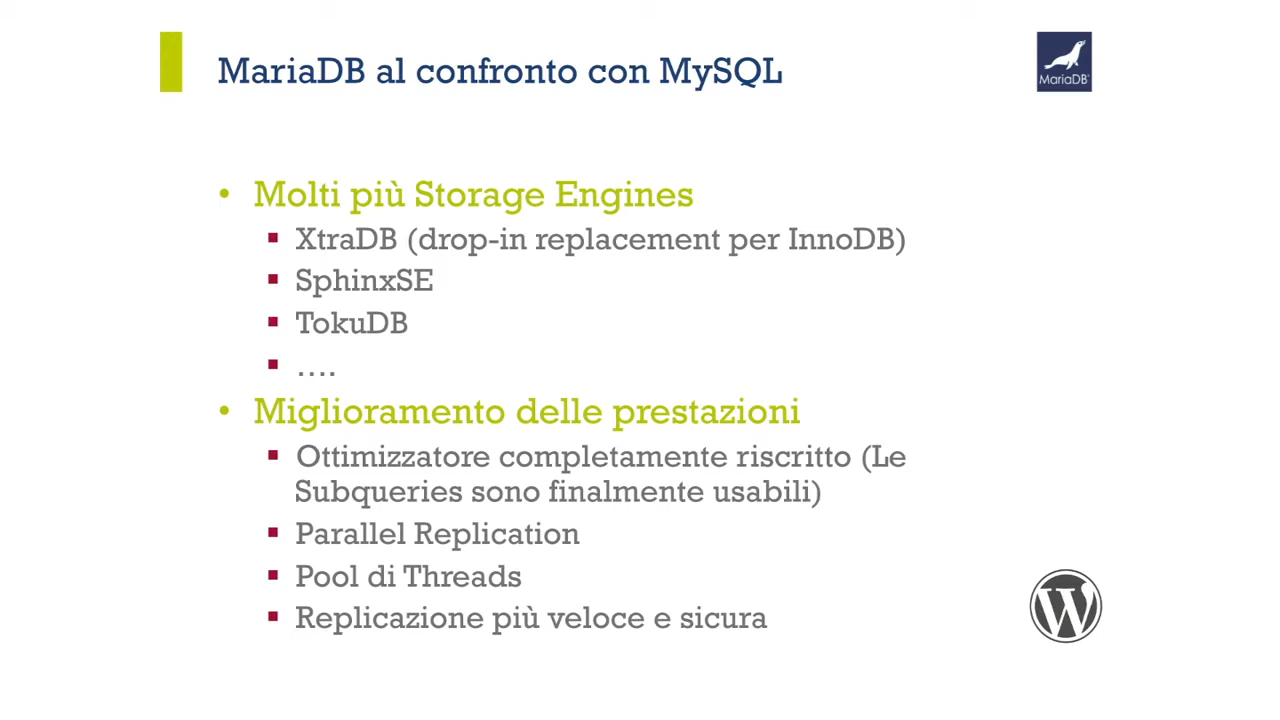 MariaDB al confronto con MySQL
MariaDB
• Molti più Storage Engines
▪ XtraDB (drop-in replacement per InnoDB)
▪ SphinxSE
▪ TokuDB
▪ ….
• Miglioramento delle prestazioni
▪ Ottimizzatore completamente riscritto (Le
Subqueries sono finalmente usabili)
▪ Parallel Replication
▪ Pool di Threads
▪ Replicazione più veloce e sicura
W